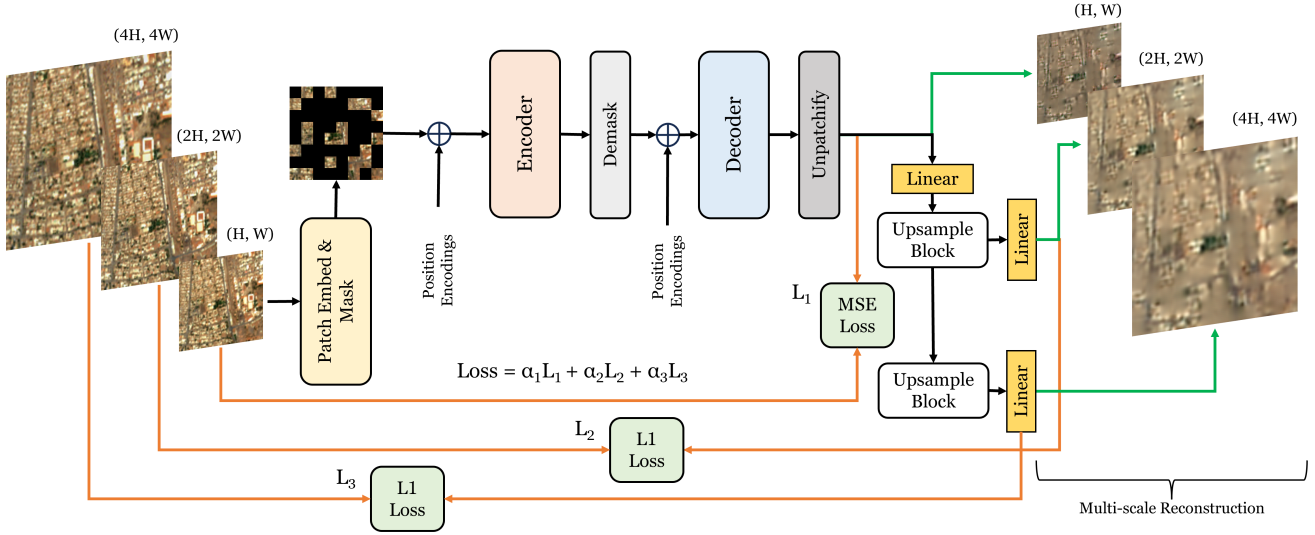 (4H, 4W)
(2H, 2W)
(H, W)
Patch Embed &
Mask
Position
Encodings
Encoder
Demask
Position
Encodings
Decoder
Unpatchify
Linear
Upsample
Block
Linear
Upsample
Block
Linear
L₁
MSE
Loss
Loss = α₁L₁ + α₂L₂ + α₃L₃
L₂
L1
Loss
L₃
L1
Loss
(H, W)
(2H, 2W)
(4H, 4W)
Multi-scale Reconstruction